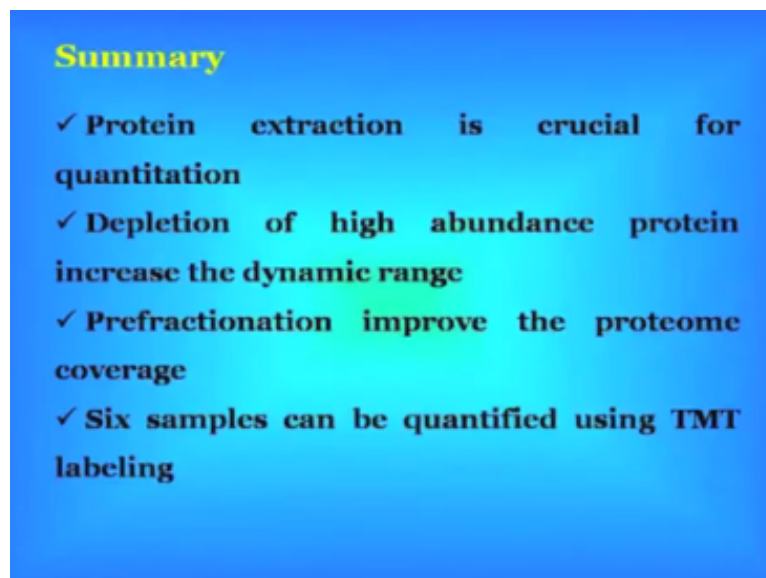 Summary
✓ Protein extraction is crucial for
quantitation
✓ Depletion of high abundance protein
increase the dynamic range
✓ Prefractionation improve the proteome
coverage
✓ Six samples can be quantified using TMT
labeling